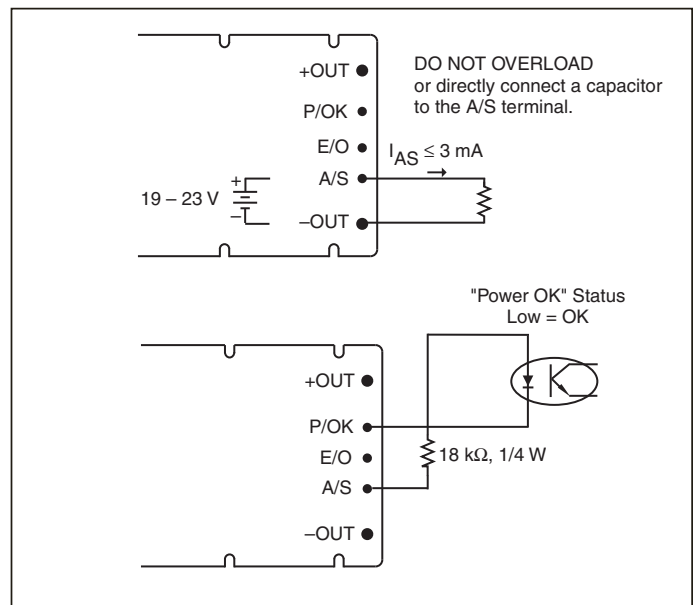 +OUT
P/OK
E/O
A/S
–OUT
19 – 23 V
+
–
DO NOT OVERLOAD
or directly connect a capacitor
to the A/S terminal.
I_AS ≤ 3 mA
"Power OK" Status
Low = OK
+OUT
P/OK
E/O
A/S
–OUT
18 kΩ, 1/4 W